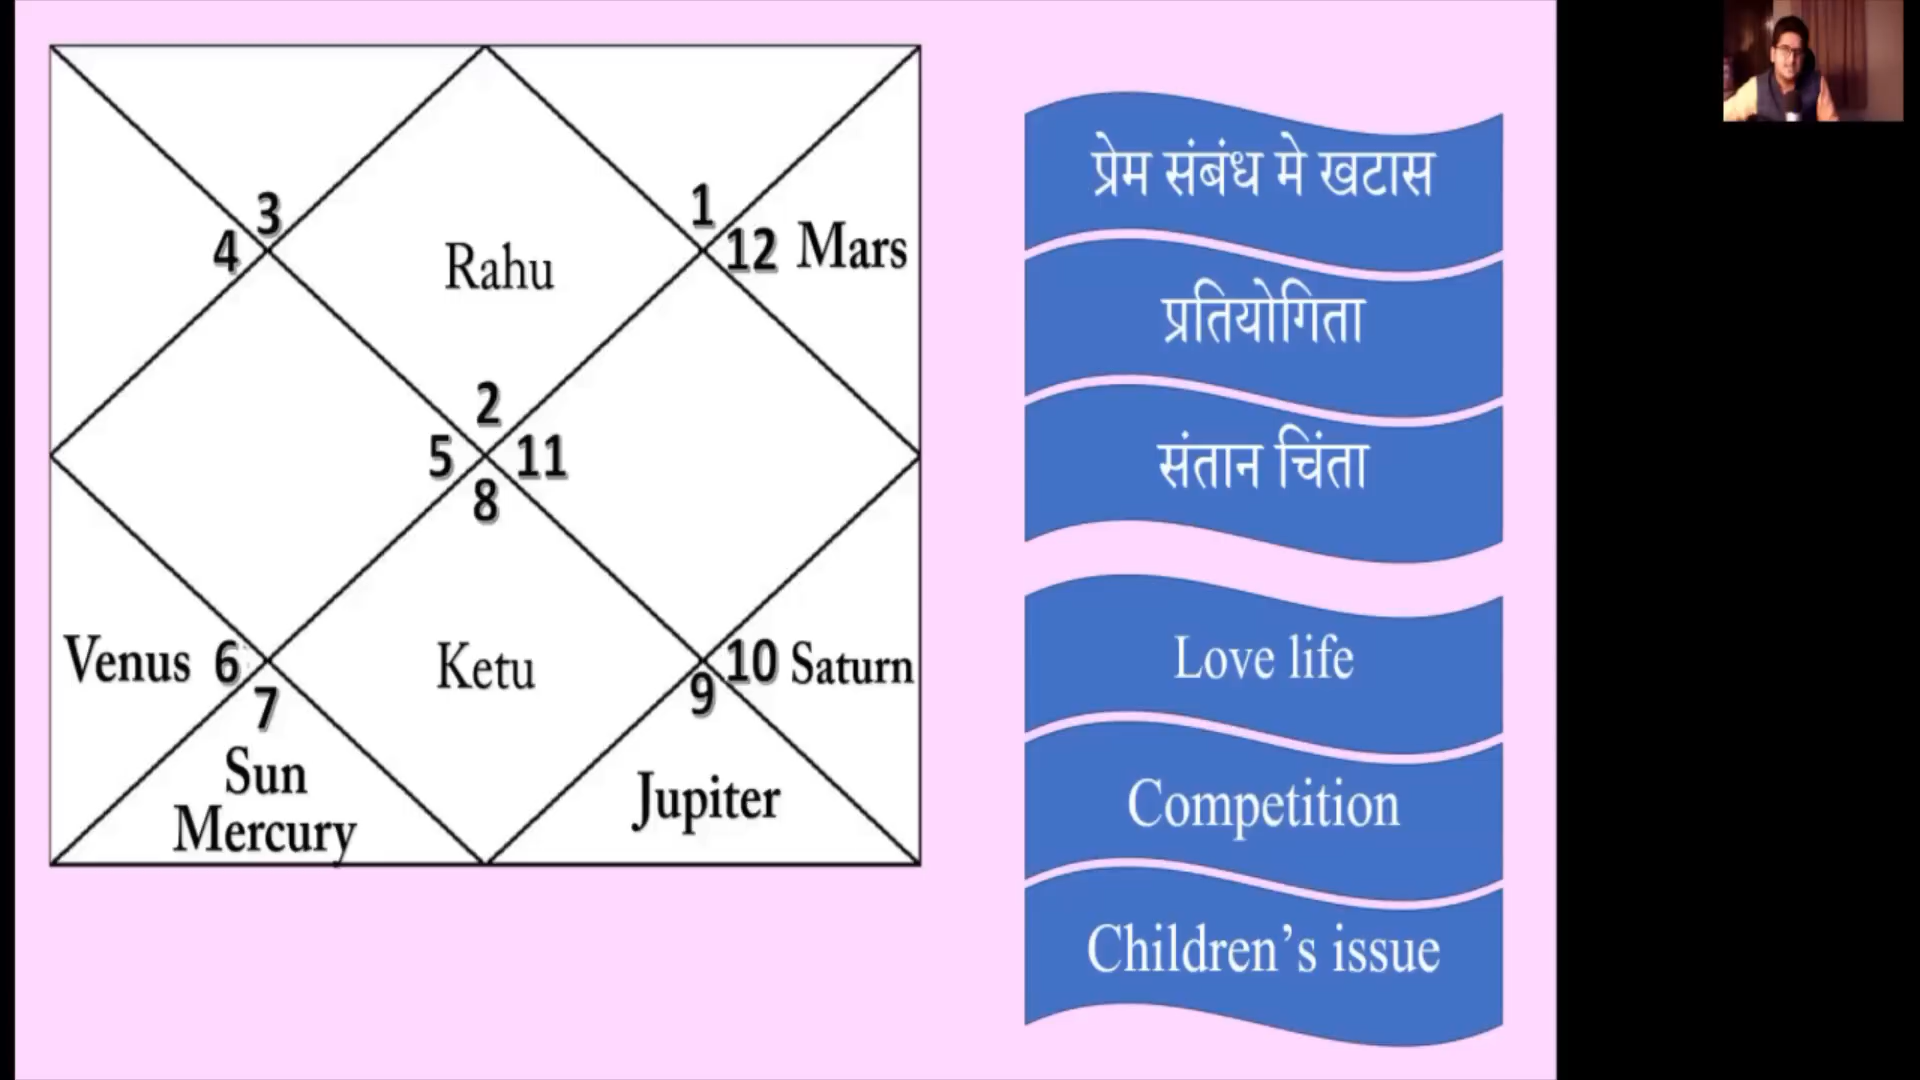 3
4
Rahu
1
12 Mars
2
5
11
8
Venus 6
7
Sun
Mercury
Ketu
10 Saturn
9
Jupiter
प्रेम संबंध मे खटास
प्रतियोगिता
संतान चिंता
Love life
Competition
Children’s issue